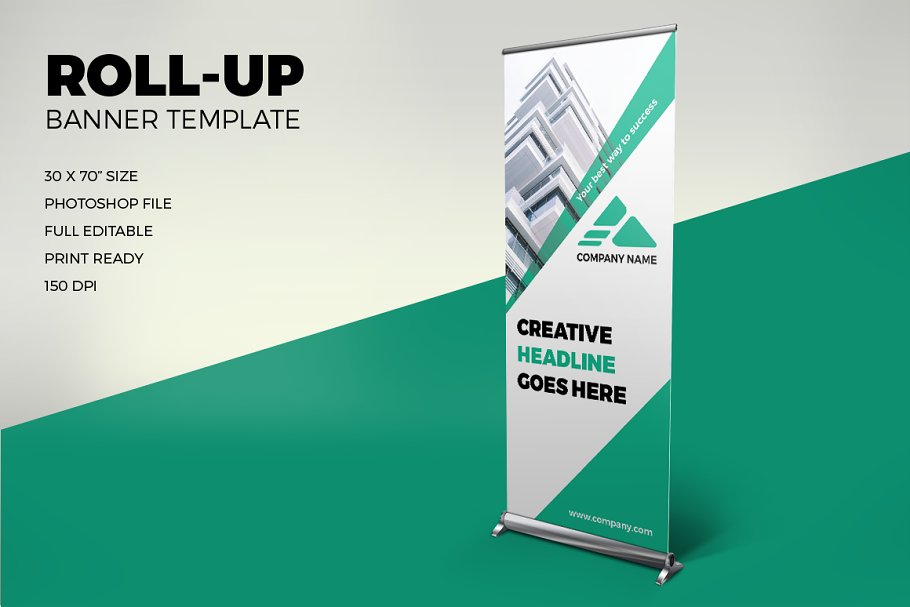 ROLL-UP
BANNER TEMPLATE
30 X 70” SIZE
PHOTOSHOP FILE
FULL EDITABLE
PRINT READY
150 DPI
Your best way to success
COMPANY NAME
CREATIVE
HEADLINE
GOES HERE
www.company.com